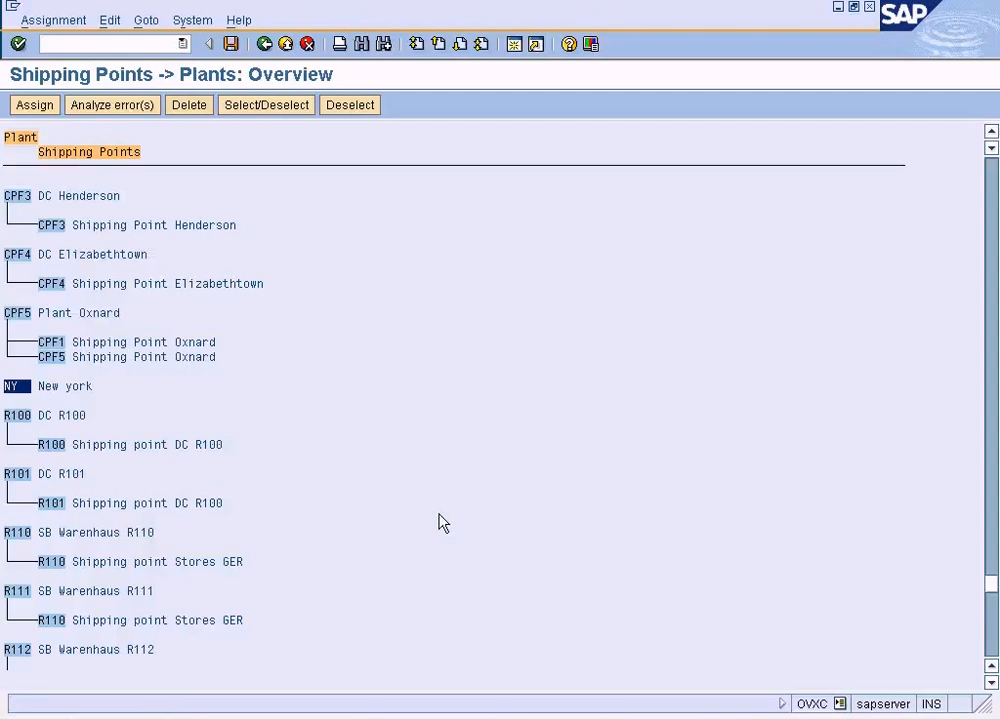 Assignment Edit Goto System Help
SAP
Shipping Points -> Plants: Overview
Assign Analyze error(s) Delete Select/Deselect Deselect
Plant
Shipping Points
CPF3 DC Henderson
CPF3 Shipping Point Henderson
CPF4 DC Elizabethtown
CPF4 Shipping Point Elizabethtown
CPF5 Plant Oxnard
CPF1 Shipping Point Oxnard
CPF5 Shipping Point Oxnard
NY New york
R100 DC R100
R100 Shipping point DC R100
R101 DC R101
R101 Shipping point DC R100
R110 SB Warenhaus R110
R110 Shipping point Stores GER
R111 SB Warenhaus R111
R110 Shipping point Stores GER
R112 SB Warenhaus R112
OVXC sapserver INS